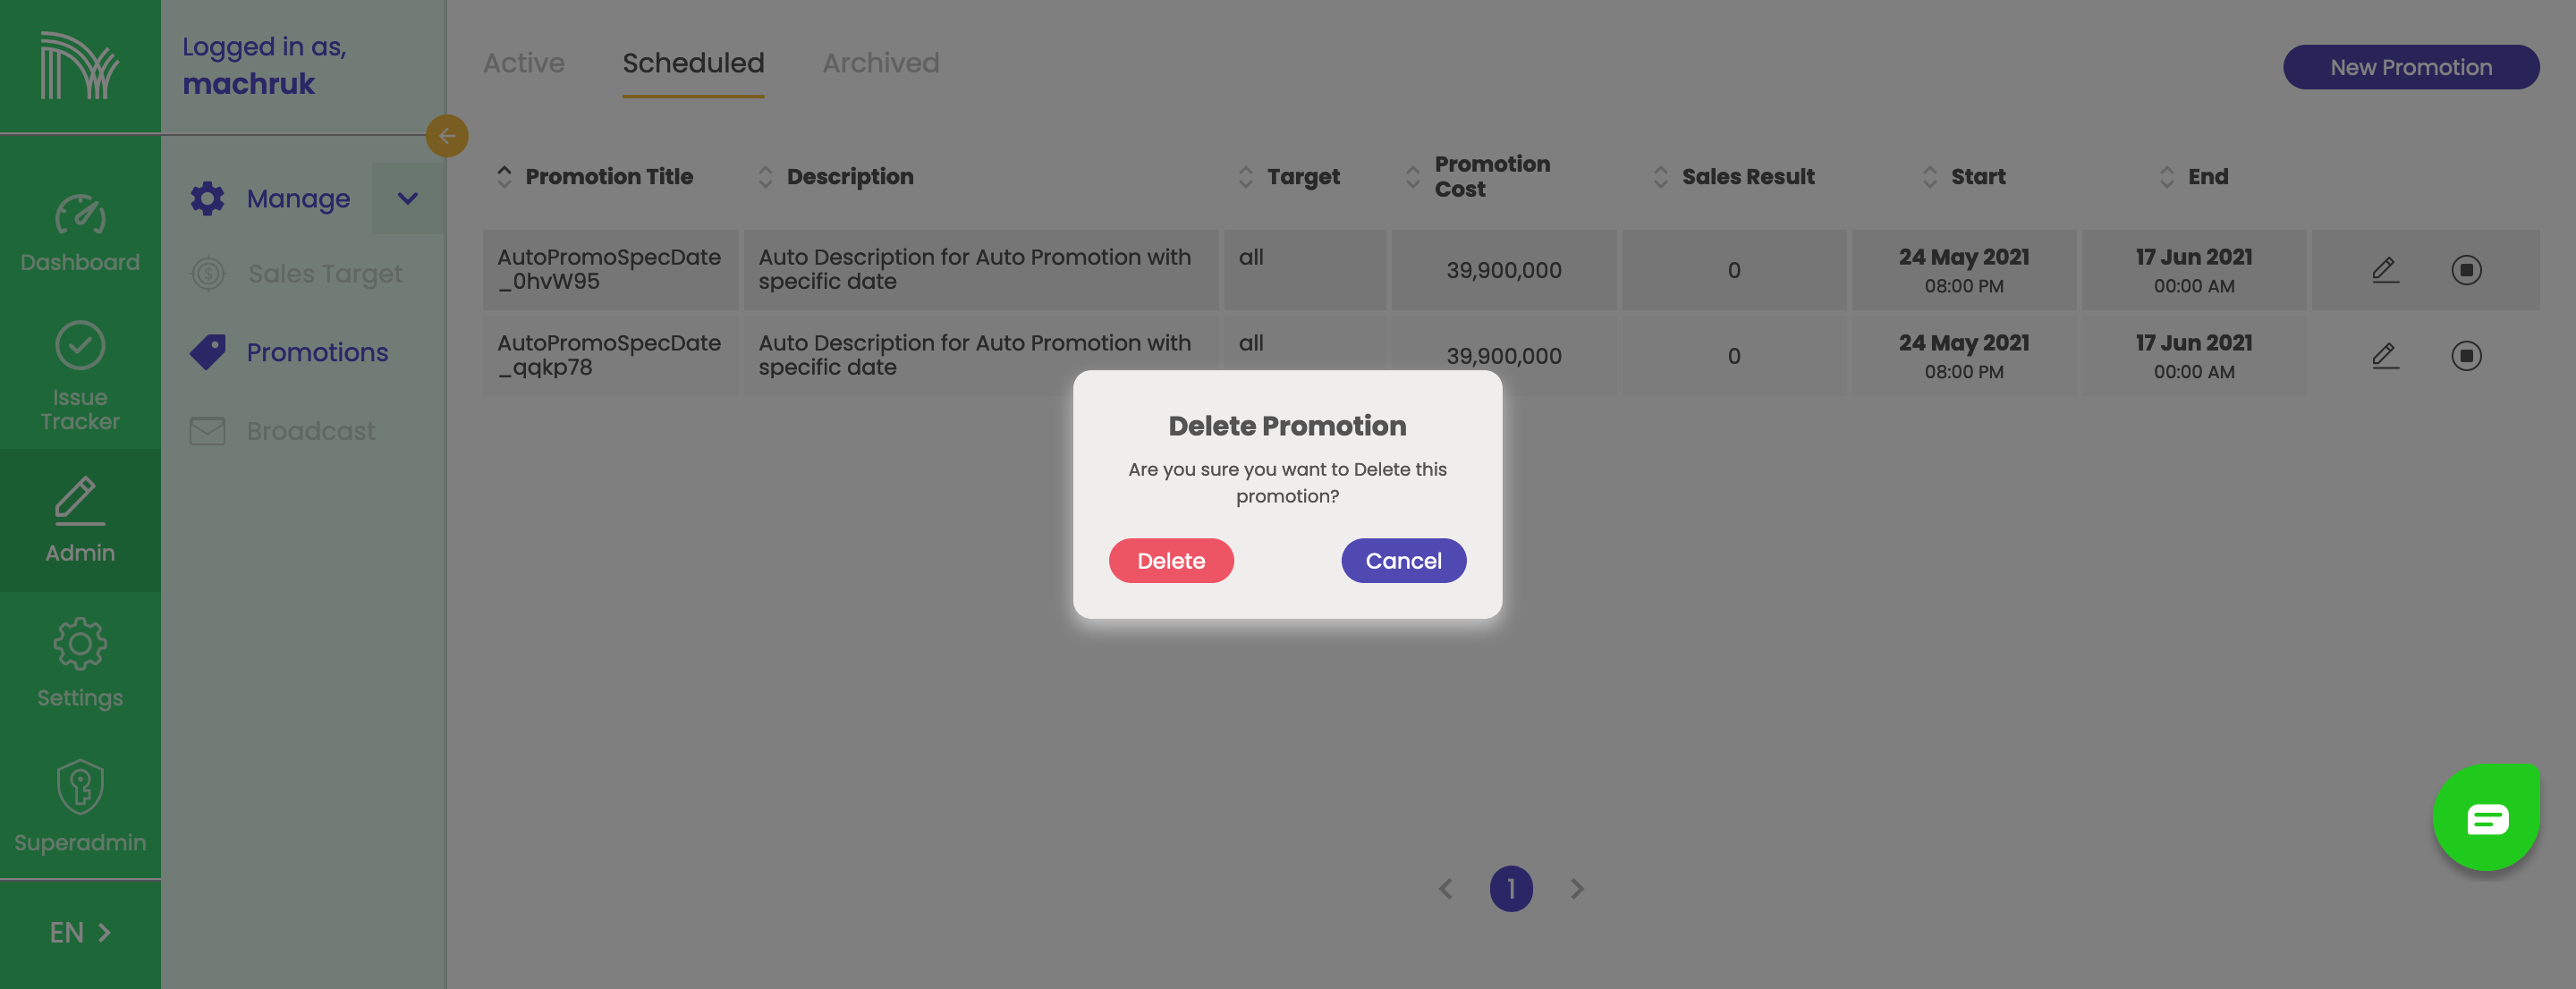 Logged in as,
machruk
Dashboard
Issue
Tracker
Admin
Settings
Superadmin
EN
Manage
Sales Target
Promotions
Broadcast
Active Scheduled Archived
New Promotion
Promotion Title Description Target Promotion Cost Sales Result Start End
AutoPromoSpecDate Auto Description for Auto Promotion with all 39,900,000 0 24 May 2021 17 Jun 2021
_0hvW95 specific date 08:00 PM 00:00 AM
AutoPromoSpecDate Auto Description for Auto Promotion with all 39,900,000 0 24 May 2021 17 Jun 2021
_qqkp78 specific date 08:00 PM 00:00 AM
Delete Promotion
Are you sure you want to Delete this
promotion?
Delete Cancel
1